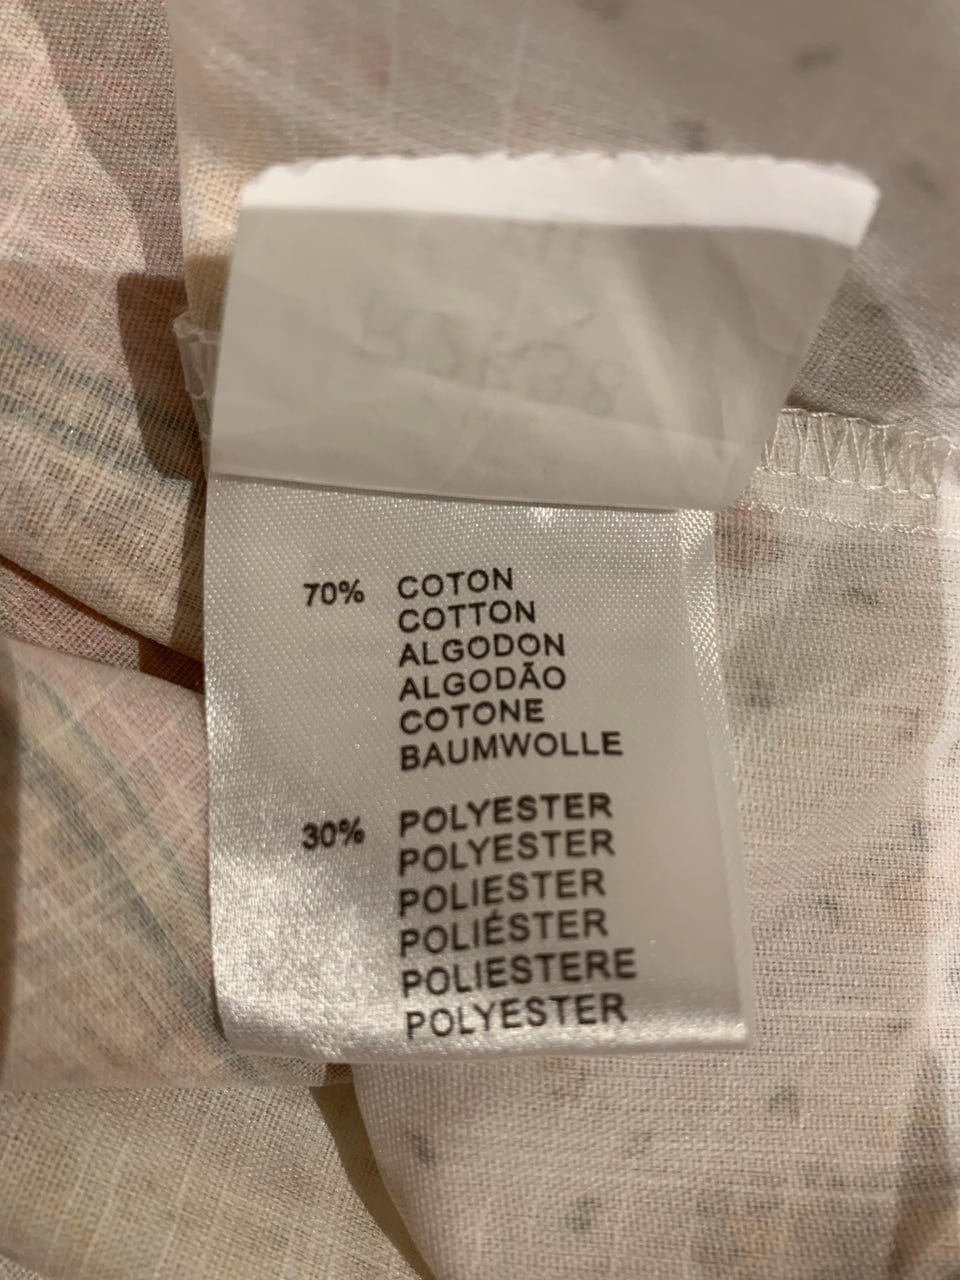 70% COTON
COTTON
ALGODON
ALGODÃO
COTONE
BAUMWOLLE
30% POLYESTER
POLYESTER
POLIESTER
POLIÉSTER
POLIESTERE
POLYESTER